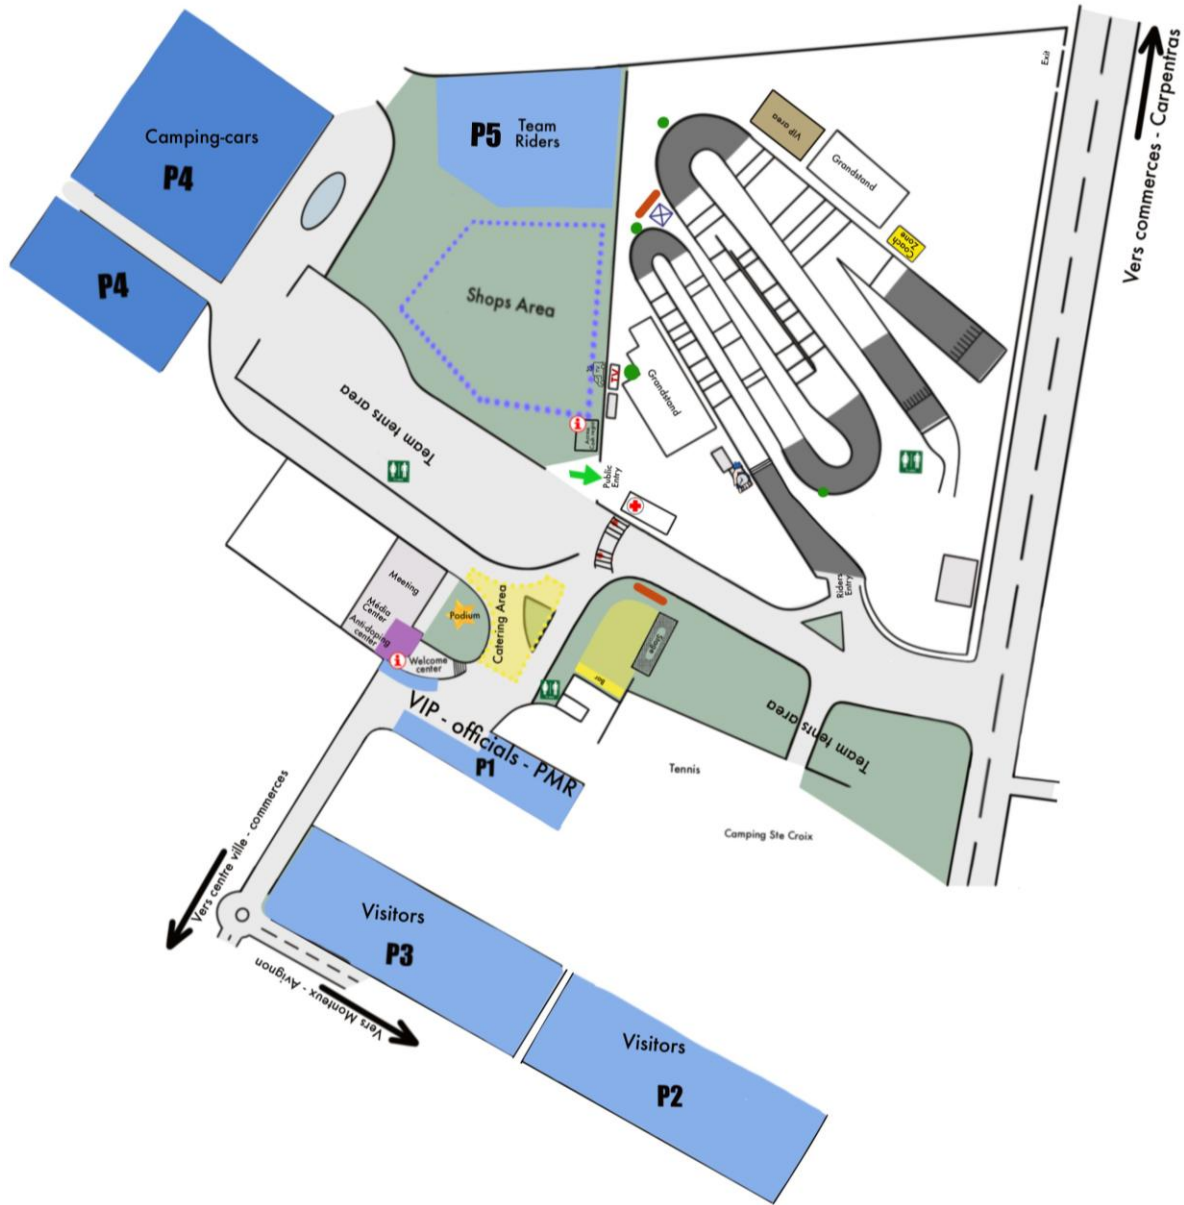 Camping-cars
P4
P4
P5
Team
Riders
VIP area
Grandstand
Coach
Zone
Exit
Vers commerces - Carpentras
Shops Area
Grandstand
TV
Team tents area
Public
Entry
Riders
Entry
Meeting
Média
Center
Anti-doping
center
Podium
Catering Area
Welcome
center
Bar
VIP - officials - PMR
P1
Team tents area
Tennis
Camping Ste Croix
Vers centre ville - commerces
Vers Monteux - Avignon
Visitors
P3
Visitors
P2